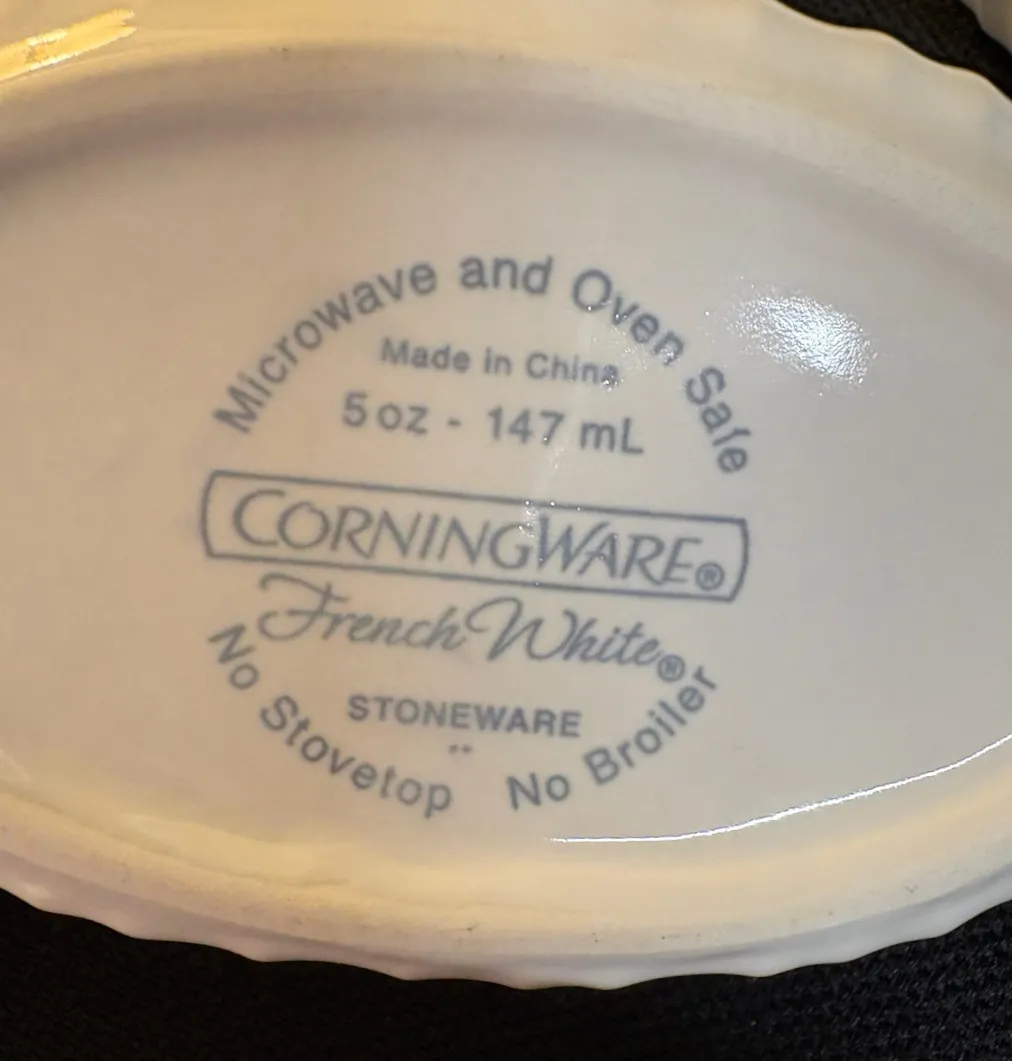 Microwave and Oven Safe
Made in China
5 oz - 147 mL
CORNINGWARE®
French White®
STONEWARE
No Stovetop No Broiler